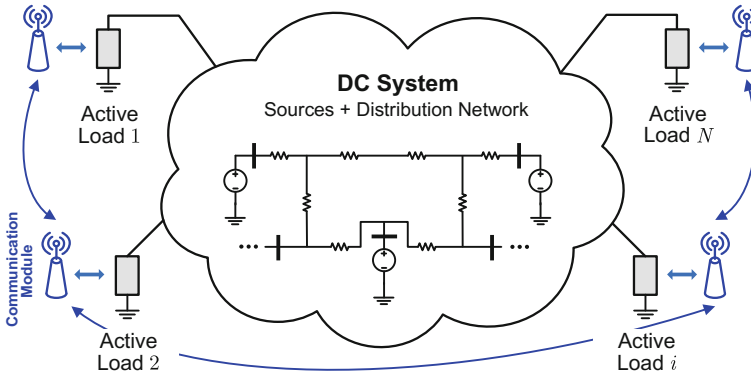 DC System
Sources + Distribution Network
Active
Load 1
Active
Load N
Communication
Module
Active
Load 2
Active
Load i
+
-
+
-
+
-
...
...